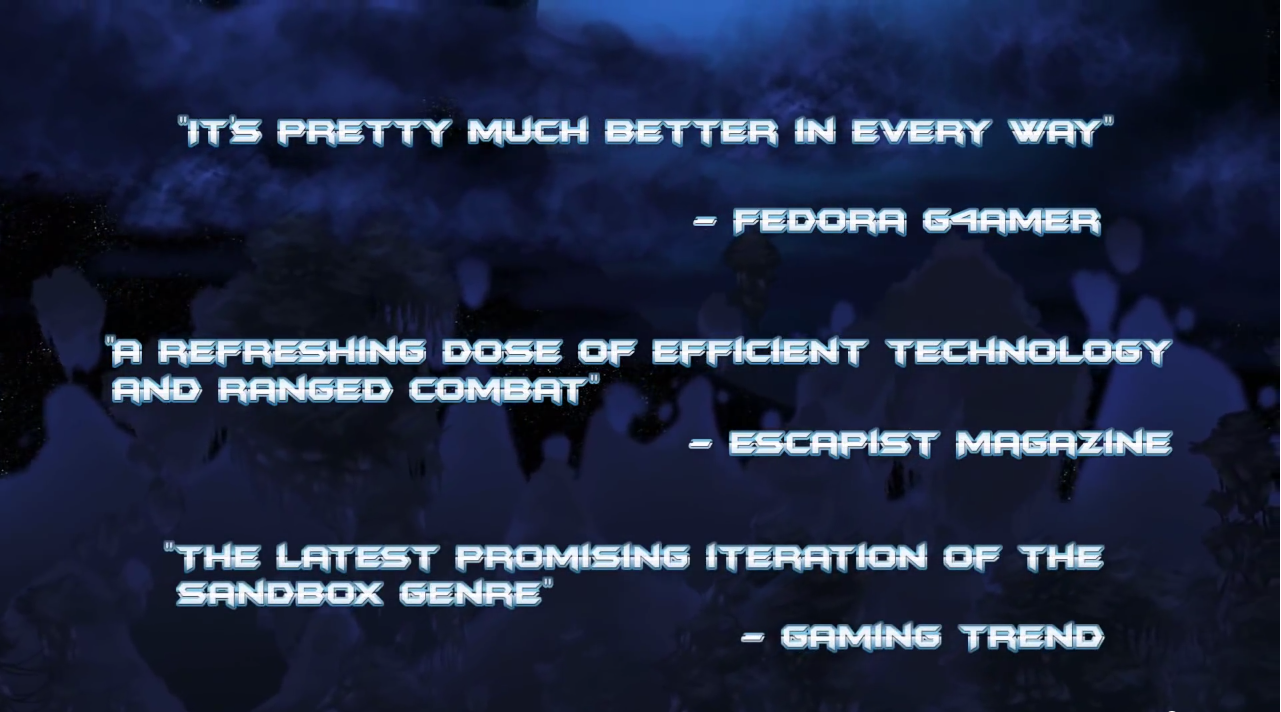 "IT'S PRETTY MUCH BETTER IN EVERY WAY"
- FEDORA G4AMER
"A REFRESHING DOSE OF EFFICIENT TECHNOLOGY
AND RANGED COMBAT"
- ESCAPIST MAGAZINE
"THE LATEST PROMISING ITERATION OF THE
SANDBOX GENRE"
- GAMING TREND